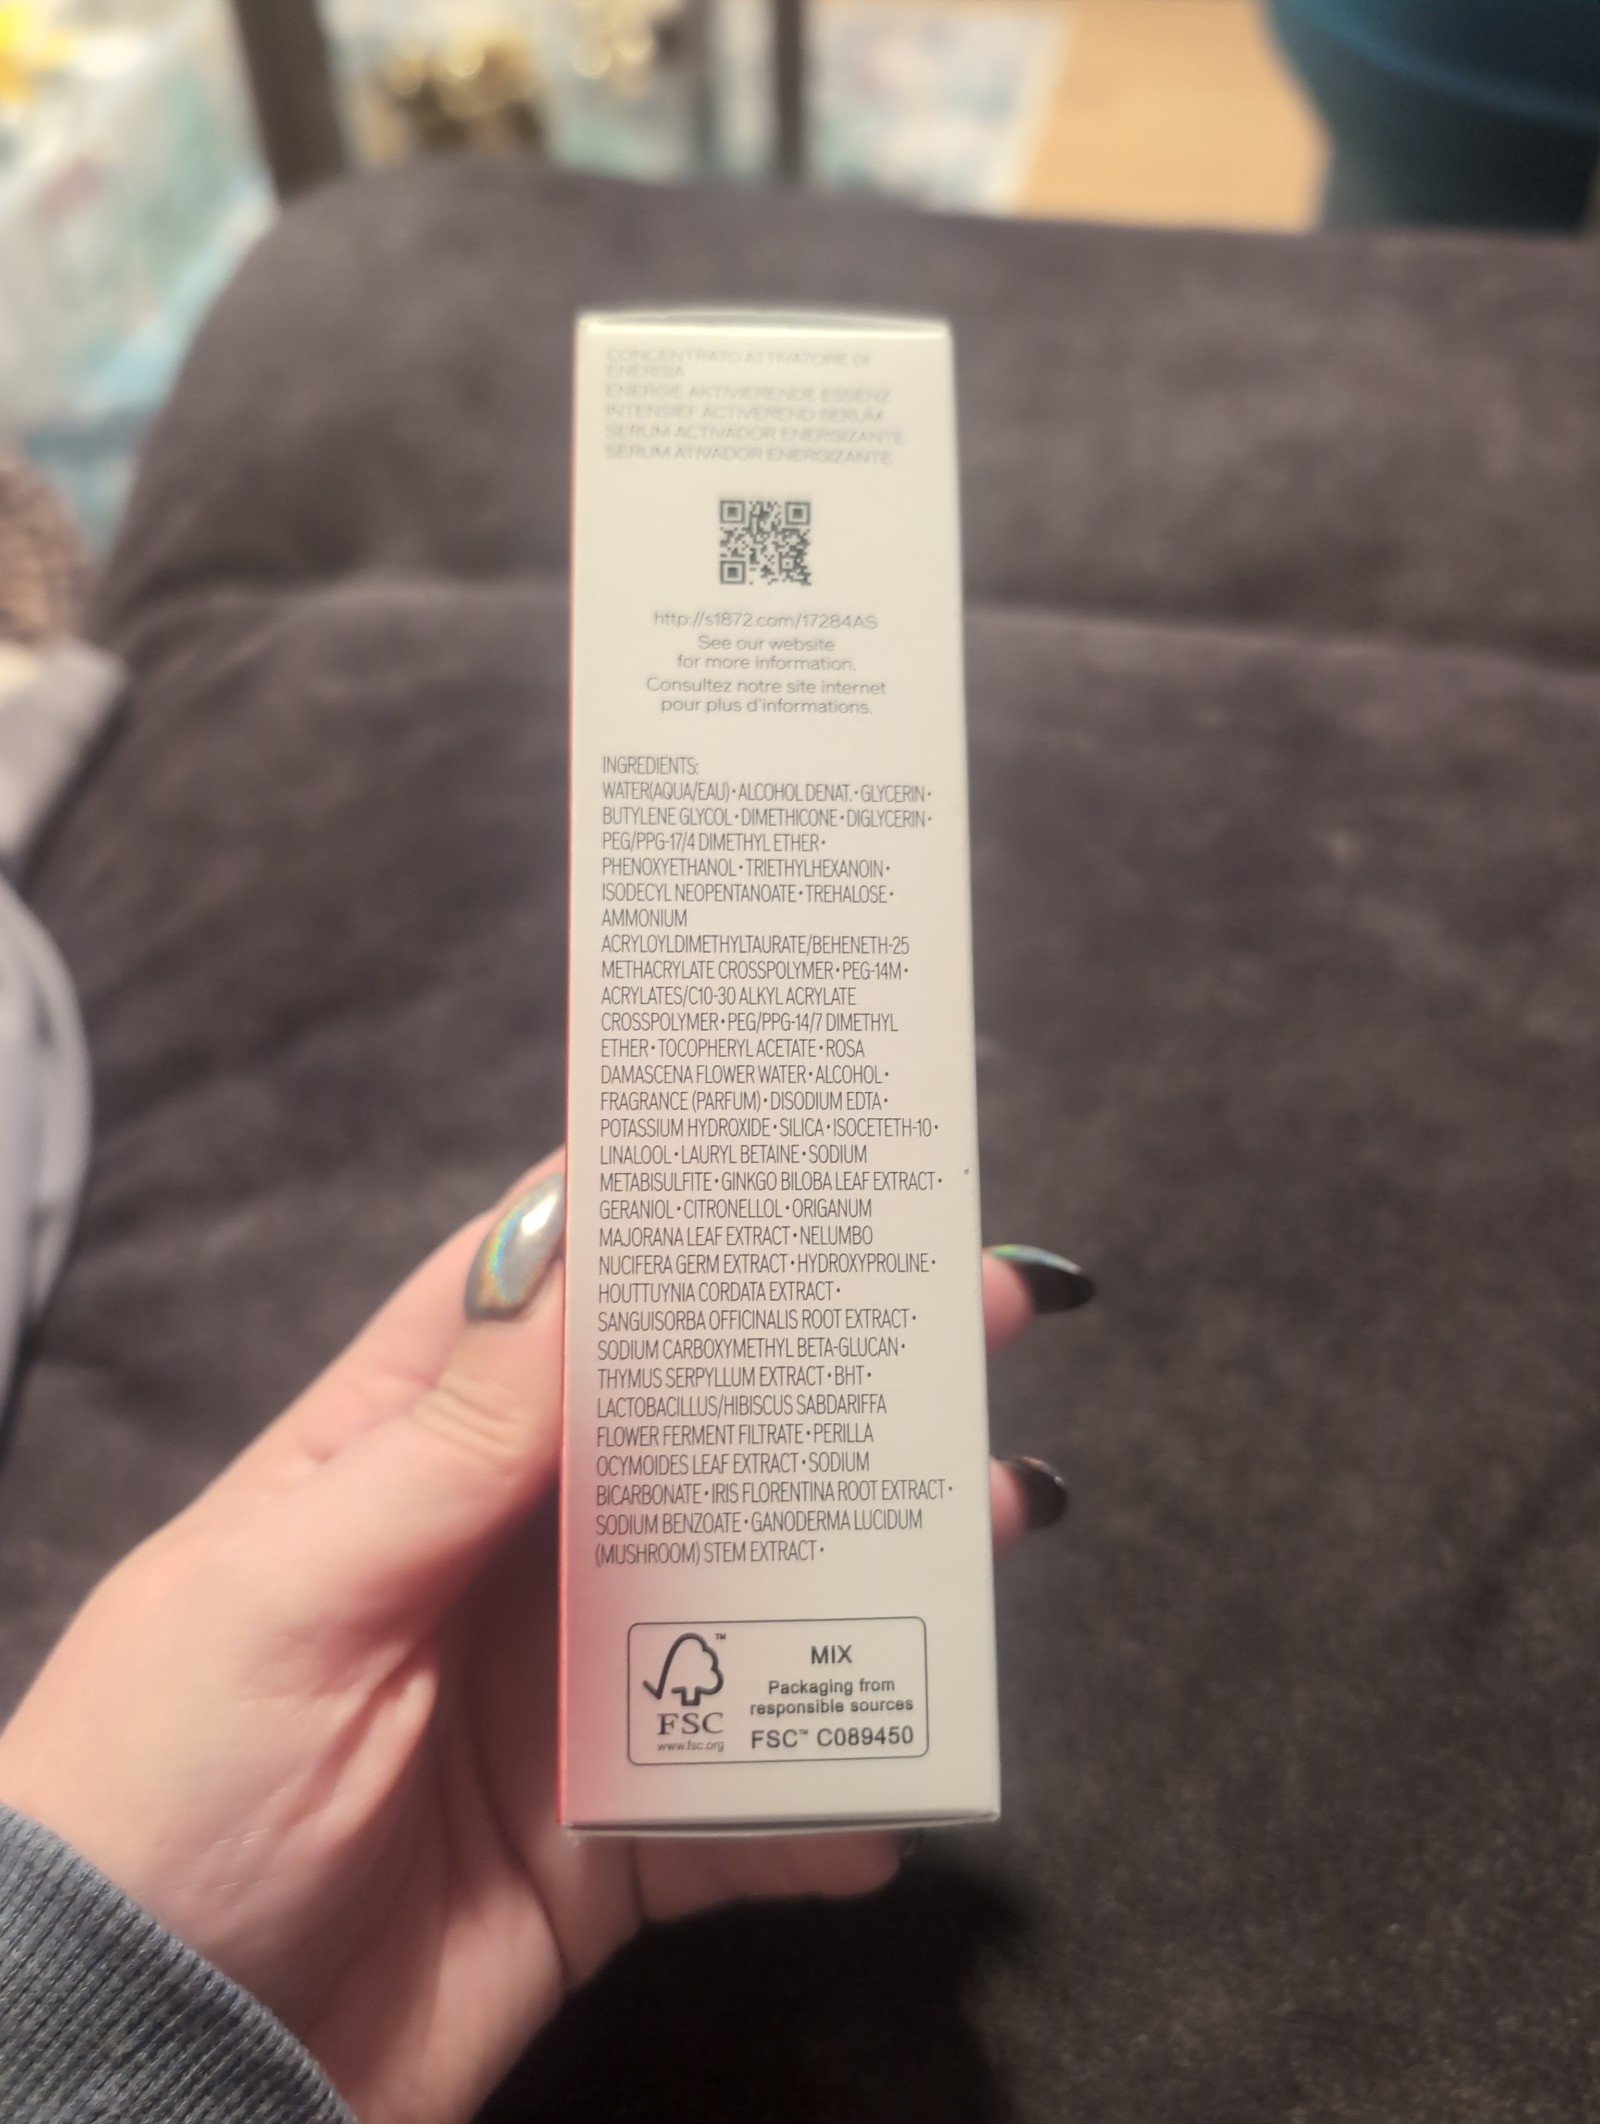 CONCENTRATO ATTIVATORE DI
ENERGIA
ENERGIE AKTIVIERENDE ESSENZ
INTENSIEF ACTIVEREND SERUM
SERUM ACTIVADOR ENERGIZANTE
SÉRUM ATIVADOR ENERGIZANTE
http://s1872.com/17284AS
See our website
for more information.
Consultez notre site internet
pour plus d'informations.
INGREDIENTS:
WATER(AQUA/EAU)・ALCOHOL DENAT.・GLYCERIN・
BUTYLENE GLYCOL・DIMETHICONE・DIGLYCERIN・
PEG/PPG-17/4 DIMETHYL ETHER・
PHENOXYETHANOL・TRIETHYLHEXANOIN・
ISODECYL NEOPENTANOATE・TREHALOSE・
AMMONIUM
ACRYLOYLDIMETHYLTAURATE/BEHENETH-25
METHACRYLATE CROSSPOLYMER・PEG-14M・
ACRYLATES/C10-30 ALKYL ACRYLATE
CROSSPOLYMER・PEG/PPG-14/7 DIMETHYL
ETHER・TOCOPHERYL ACETATE・ROSA
DAMASCENA FLOWER WATER・ALCOHOL・
FRAGRANCE (PARFUM)・DISODIUM EDTA・
POTASSIUM HYDROXIDE・SILICA・ISOCETETH-10・
LINALOOL・LAURYL BETAINE・SODIUM
METABISULFITE・GINKGO BILOBA LEAF EXTRACT・
GERANIOL・CITRONELLOL・ORIGANUM
MAJORANA LEAF EXTRACT・NELUMBO
NUCIFERA GERM EXTRACT・HYDROXYPROLINE・
HOUTTUYNIA CORDATA EXTRACT・
SANGUISORBA OFFICINALIS ROOT EXTRACT・
SODIUM CARBOXYMETHYL BETA-GLUCAN・
THYMUS SERPYLLUM EXTRACT・BHT・
LACTOBACILLUS/HIBISCUS SABDARIFFA
FLOWER FERMENT FILTRATE・PERILLA
OCYMOIDES LEAF EXTRACT・SODIUM
BICARBONATE・IRIS FLORENTINA ROOT EXTRACT・
SODIUM BENZOATE・GANODERMA LUCIDUM
(MUSHROOM) STEM EXTRACT・
™
FSC
www.fsc.org
MIX
Packaging from
responsible sources
FSC™ C089450